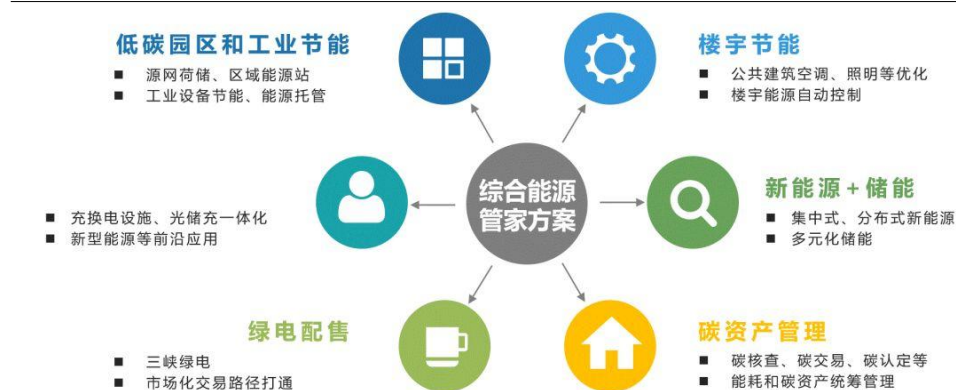 低碳园区和工业节能
■ 源网荷储、区域能源站
■ 工业设备节能、能源托管
楼宇节能
■ 公共建筑空调、照明等优化
■ 楼宇能源自动控制
综合能源
管家方案
■ 充换电设施、光储充一体化
■ 新型能源等前沿应用
新能源+储能
■ 集中式、分布式新能源
■ 多元化储能
绿电配售
■ 三峡绿电
■ 市场化交易路径打通
碳资产管理
■ 碳核查、碳交易、碳认定等
■ 能耗和碳资产统筹管理